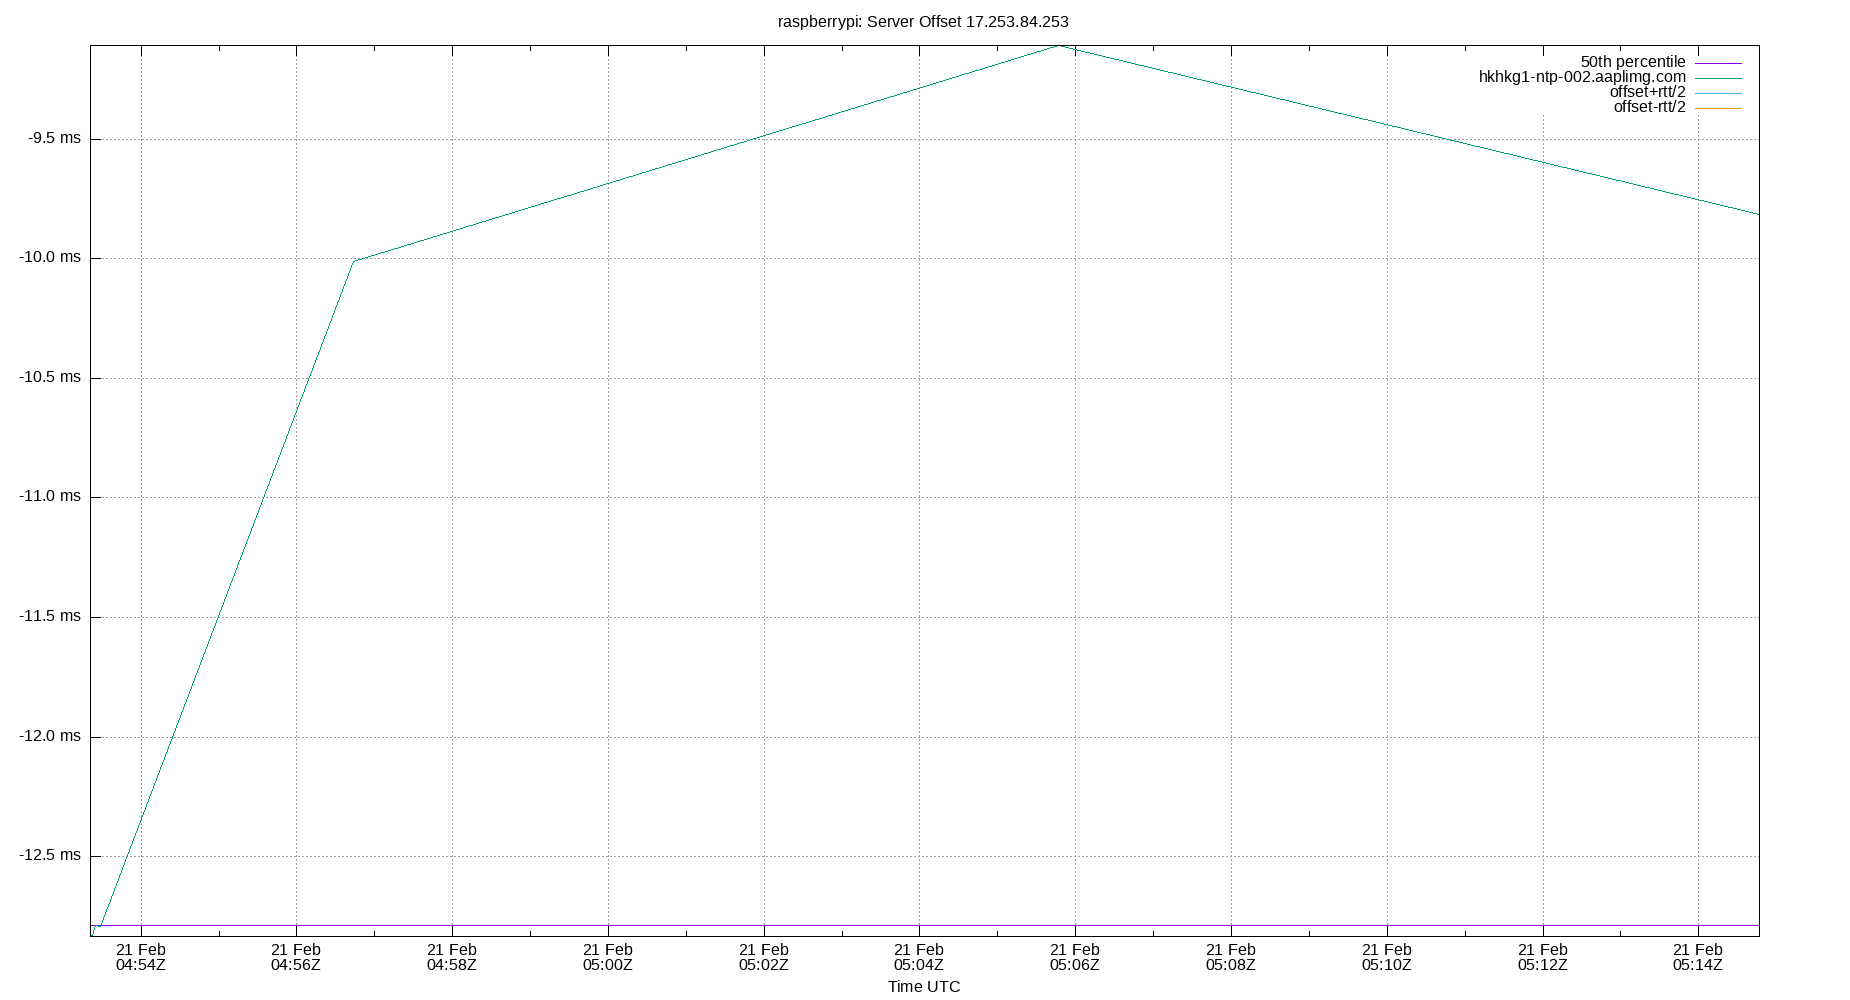 raspberrypi: Server Offset 17.253.84.253
50th percentile
hkhkg1-ntp-002.aaplimg.com
offset+rtt/2
offset-rtt/2
-9.5 ms
-10.0 ms
-10.5 ms
-11.0 ms
-11.5 ms
-12.0 ms
-12.5 ms
21 Feb 21 Feb 21 Feb 21 Feb 21 Feb 21 Feb 21 Feb 21 Feb 21 Feb 21 Feb 21 Feb
04:54Z 04:56Z 04:58Z 05:00Z 05:02Z 05:04Z 05:06Z 05:08Z 05:10Z 05:12Z 05:14Z
Time UTC